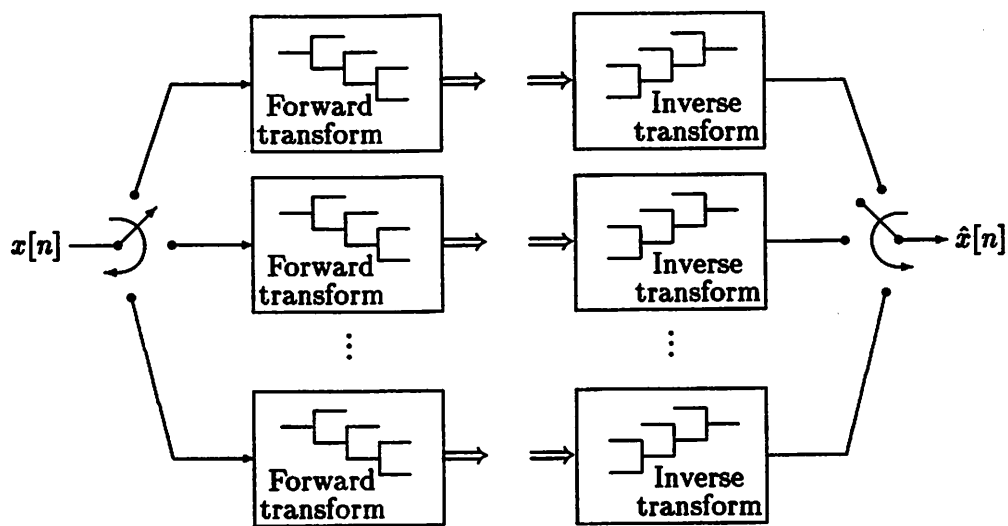 Forward
transform
Inverse
transform
x[n]
Forward
transform
Inverse
transform
x̂[n]
⋮
⋮
Forward
transform
Inverse
transform